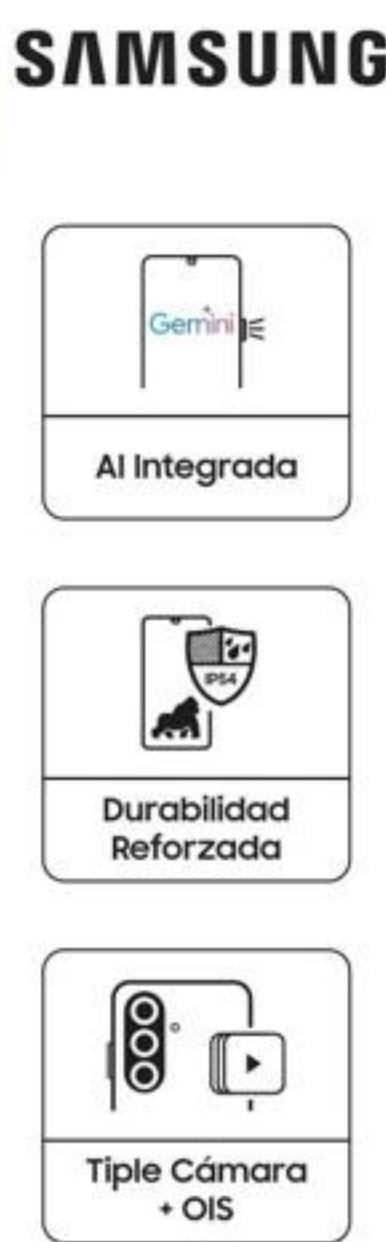 SAMSUNG
Gemini
AI Integrada
IP54
Durabilidad
Reforzada
Tiple Cámara
+ OIS